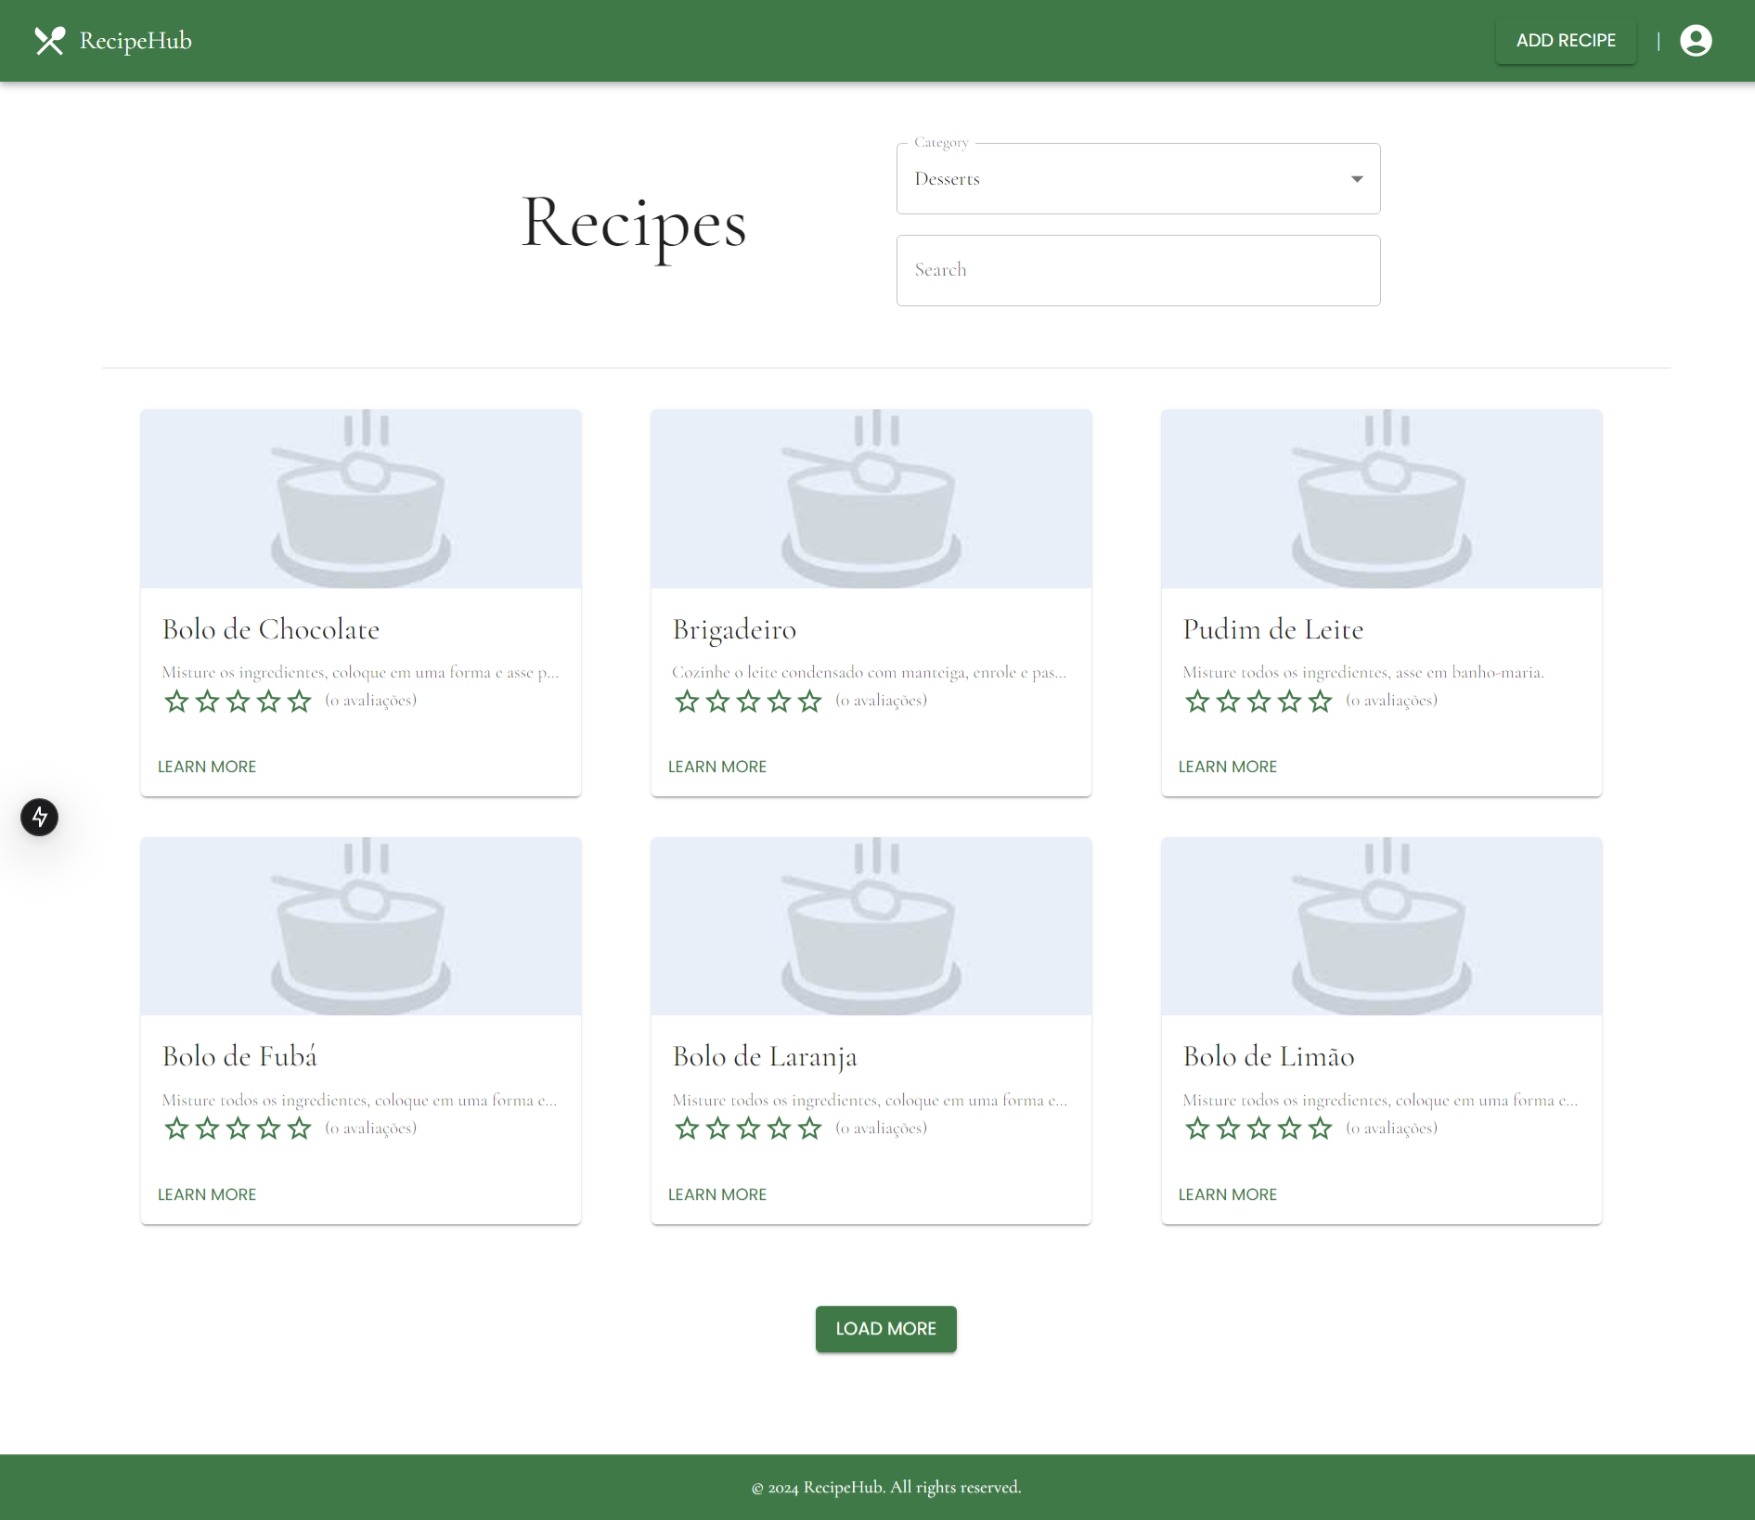 RecipeHub
ADD RECIPE |
Recipes
Category
Desserts
Search
Bolo de Chocolate
Misture os ingredientes, coloque em uma forma e asse p...
(0 avaliações)
LEARN MORE
Brigadeiro
Cozinhe o leite condensado com manteiga, enrole e pas...
(0 avaliações)
LEARN MORE
Pudim de Leite
Misture todos os ingredientes, asse em banho-maria.
(0 avaliações)
LEARN MORE
Bolo de Fubá
Misture todos os ingredientes, coloque em uma forma e...
(0 avaliações)
LEARN MORE
Bolo de Laranja
Misture todos os ingredientes, coloque em uma forma e...
(0 avaliações)
LEARN MORE
Bolo de Limão
Misture todos os ingredientes, coloque em uma forma e...
(0 avaliações)
LEARN MORE
LOAD MORE
© 2024 RecipeHub. All rights reserved.